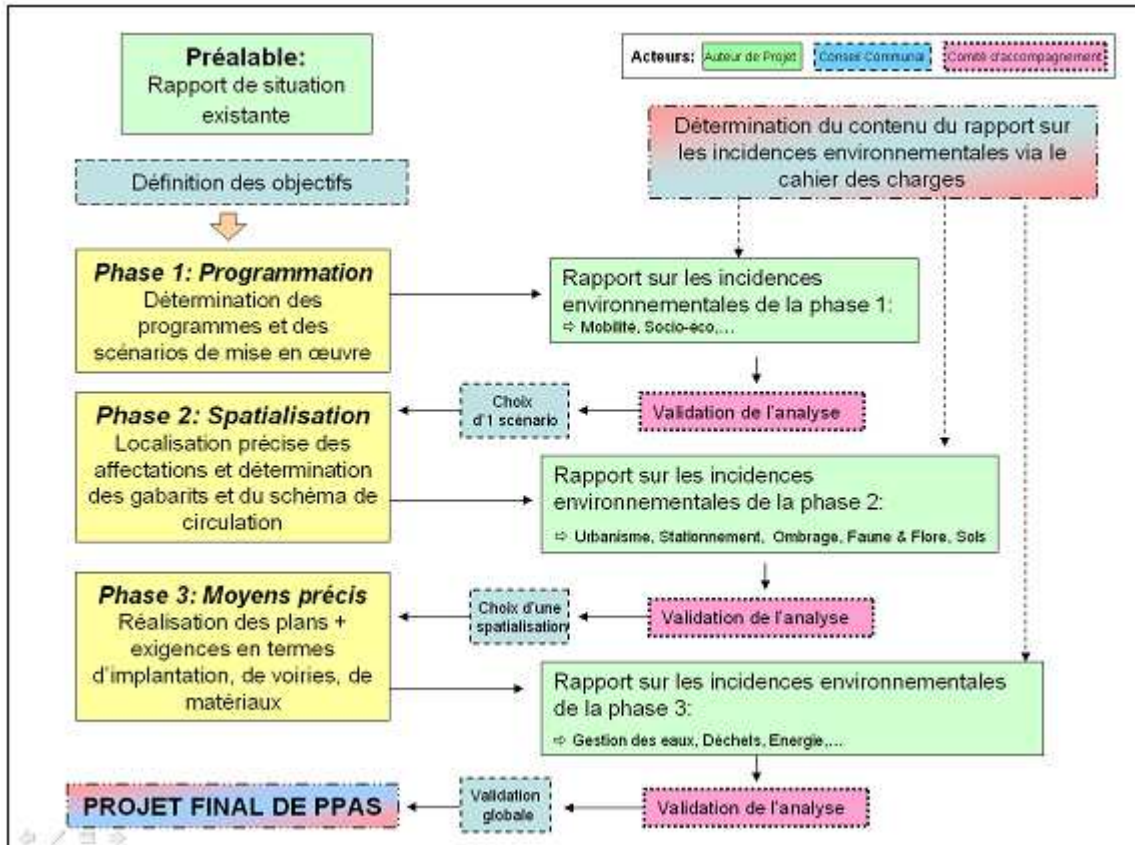 Préalable:
Rapport de situation
existante
Acteurs: Auteur de Projet Conseil Communal Comité d'accompagnement
Détermination du contenu du rapport sur
les incidences environnementales via le
cahier des charges
Définition des objectifs
Phase 1: Programmation
Détermination des
programmes et des
scénarios de mise en œuvre
Rapport sur les incidences
environnementales de la phase 1:
⇨ Mobilité, Socio-éco,...
Choix
d'1 scénario
Validation de l'analyse
Phase 2: Spatialisation
Localisation précise des
affectations et détermination
des gabarits et du schéma de
circulation
Rapport sur les incidences
environnementales de la phase 2:
⇨ Urbanisme, Stationnement, Ombrage, Faune & Flore, Sols
Phase 3: Moyens précis
Réalisation des plans +
exigences en termes
d'implantation, de voiries, de
matériaux
Choix d'une
spatialisation
Validation de l'analyse
Rapport sur les incidences environnementales
de la phase 3:
⇨ Gestion des eaux, Déchets, Energie,...
PROJET FINAL DE PPAS
Validation
globale
Validation de l'analyse